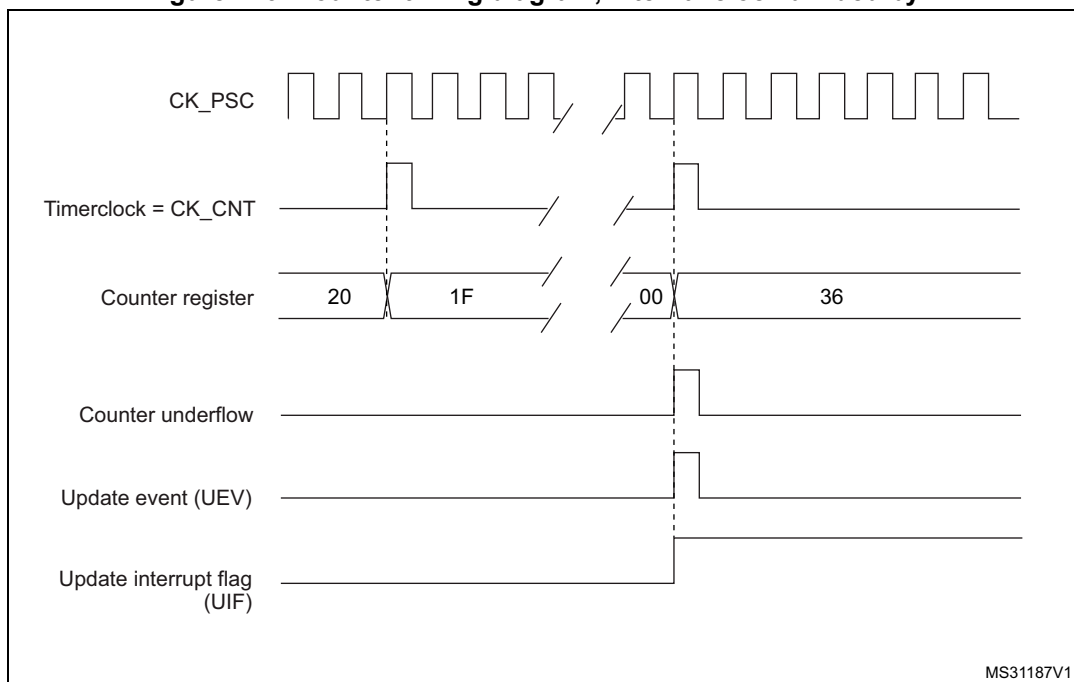 CK_PSC
Timerclock = CK_CNT
Counter register
20
1F
00
36
Counter underflow
Update event (UEV)
Update interrupt flag
(UIF)
MS31187V1